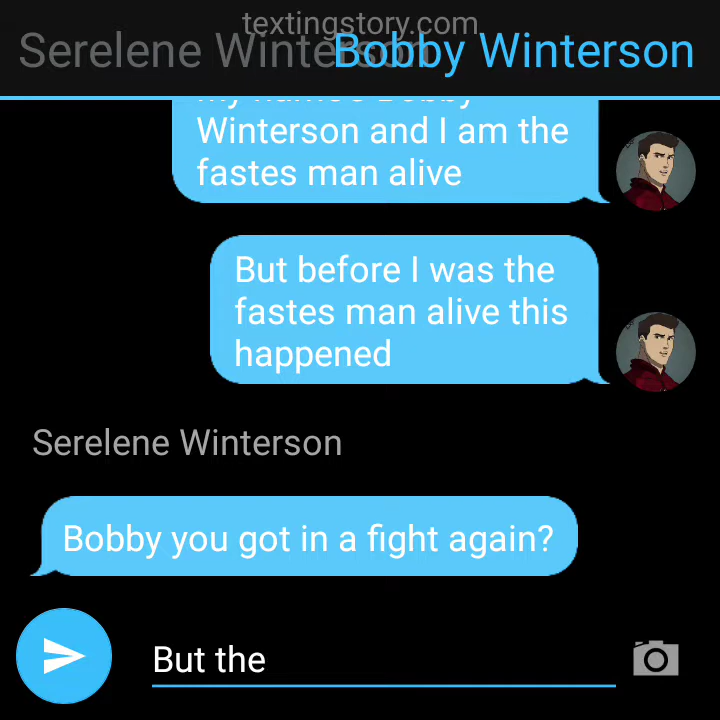 textingstory.com
Serelene Winterson
Bobby Winterson
Winterson and I am the
fastes man alive
But before I was the
fastes man alive this
happened
Serelene Winterson
Bobby you got in a fight again?
But the